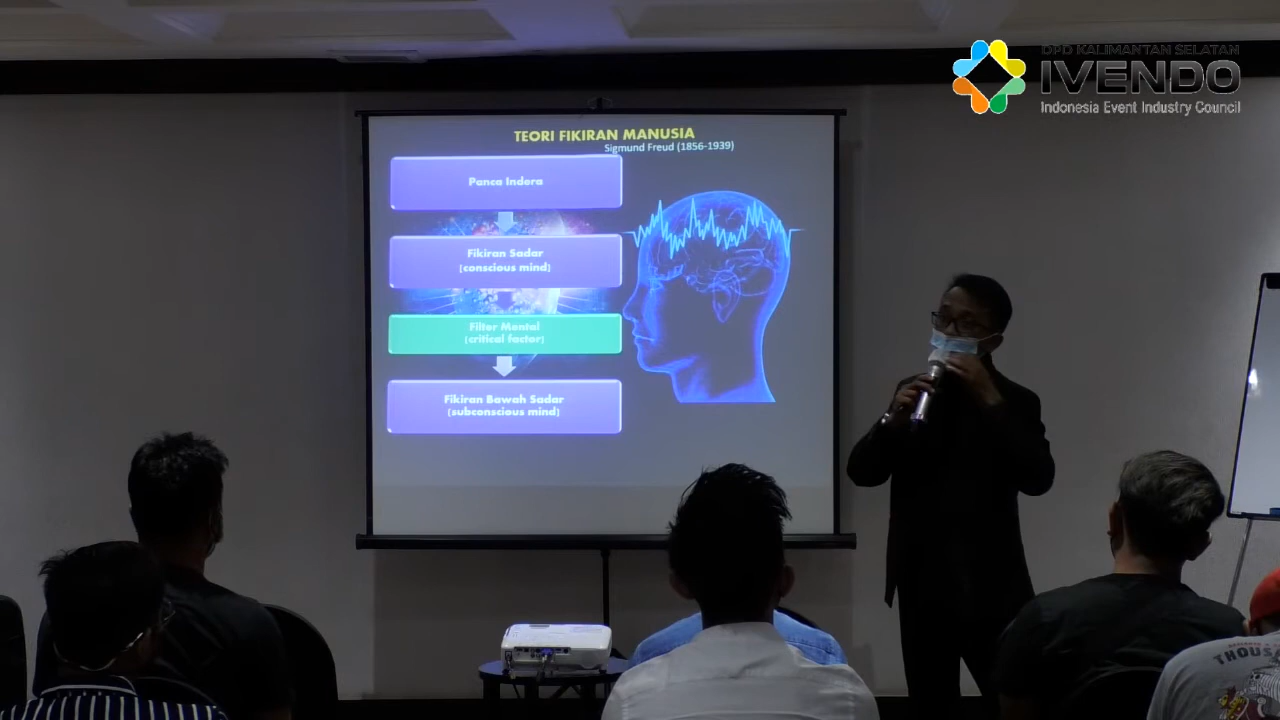 DPD KALIMANTAN SELATAN
IVENDO
Indonesia Event Industry Council
TEORI FIKIRAN MANUSIA
Sigmund Freud (1856-1939)
Panca Indera
Fikiran Sadar
(conscious mind)
Filter Mental
(critical factor)
Fikiran Bawah Sadar
(subconscious mind)